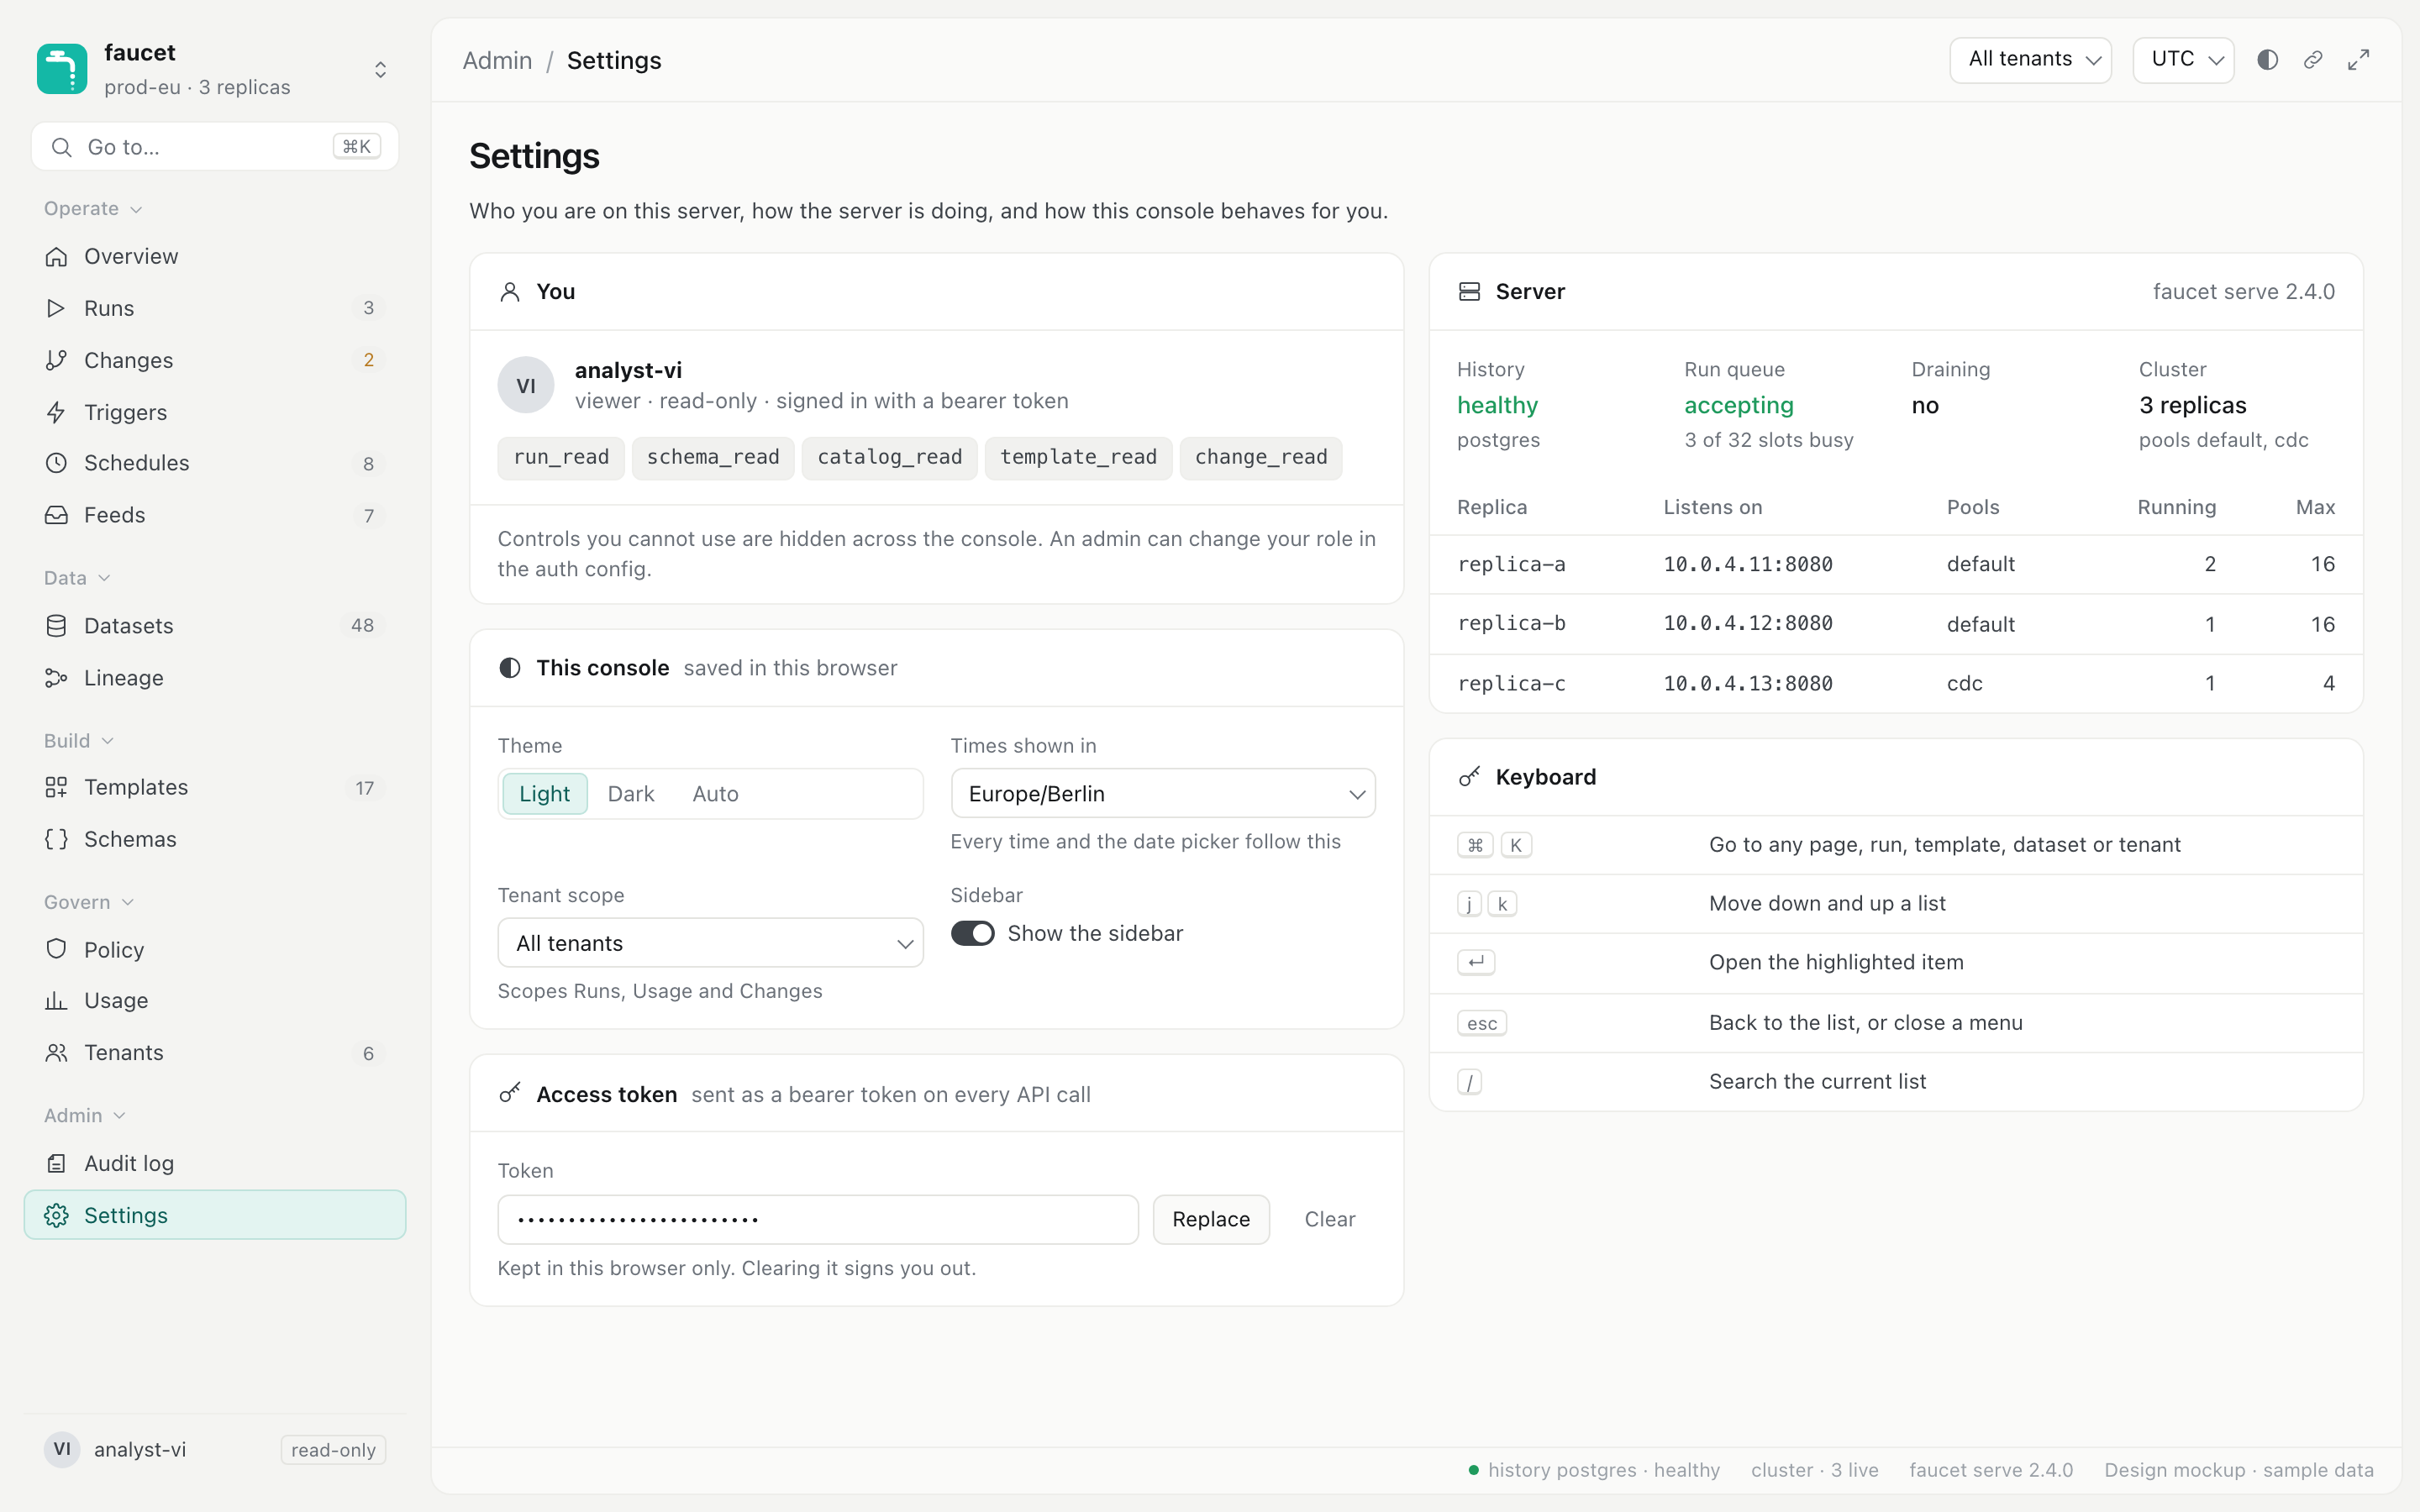 faucet
prod-eu · 3 replicas
Go to...
⌘K
Operate
Overview
Runs 3
Changes 2
Triggers
Schedules 8
Feeds 7
Data
Datasets 48
Lineage
Build
Templates 17
Schemas
Govern
Policy
Usage
Tenants 6
Admin
Audit log
Settings
VI analyst-vi read-only
Admin / Settings
All tenants
UTC
Settings
Who you are on this server, how the server is doing, and how this console behaves for you.
You
VI
analyst-vi
viewer · read-only · signed in with a bearer token
run_read schema_read catalog_read template_read change_read
Controls you cannot use are hidden across the console. An admin can change your role in
the auth config.
This console saved in this browser
Theme
Light Dark Auto
Times shown in
Europe/Berlin
Every time and the date picker follow this
Tenant scope
All tenants
Scopes Runs, Usage and Changes
Sidebar
Show the sidebar
Access token sent as a bearer token on every API call
Token
••••••••••••••••••••••••
Replace
Clear
Kept in this browser only. Clearing it signs you out.
Server faucet serve 2.4.0
History Run queue Draining Cluster
healthy accepting no 3 replicas
postgres 3 of 32 slots busy pools default, cdc
Replica Listens on Pools Running Max
replica-a 10.0.4.11:8080 default 2 16
replica-b 10.0.4.12:8080 default 1 16
replica-c 10.0.4.13:8080 cdc 1 4
Keyboard
⌘ K Go to any page, run, template, dataset or tenant
j k Move down and up a list
↵ Open the highlighted item
esc Back to the list, or close a menu
/ Search the current list
history postgres · healthy cluster · 3 live faucet serve 2.4.0 Design mockup · sample data